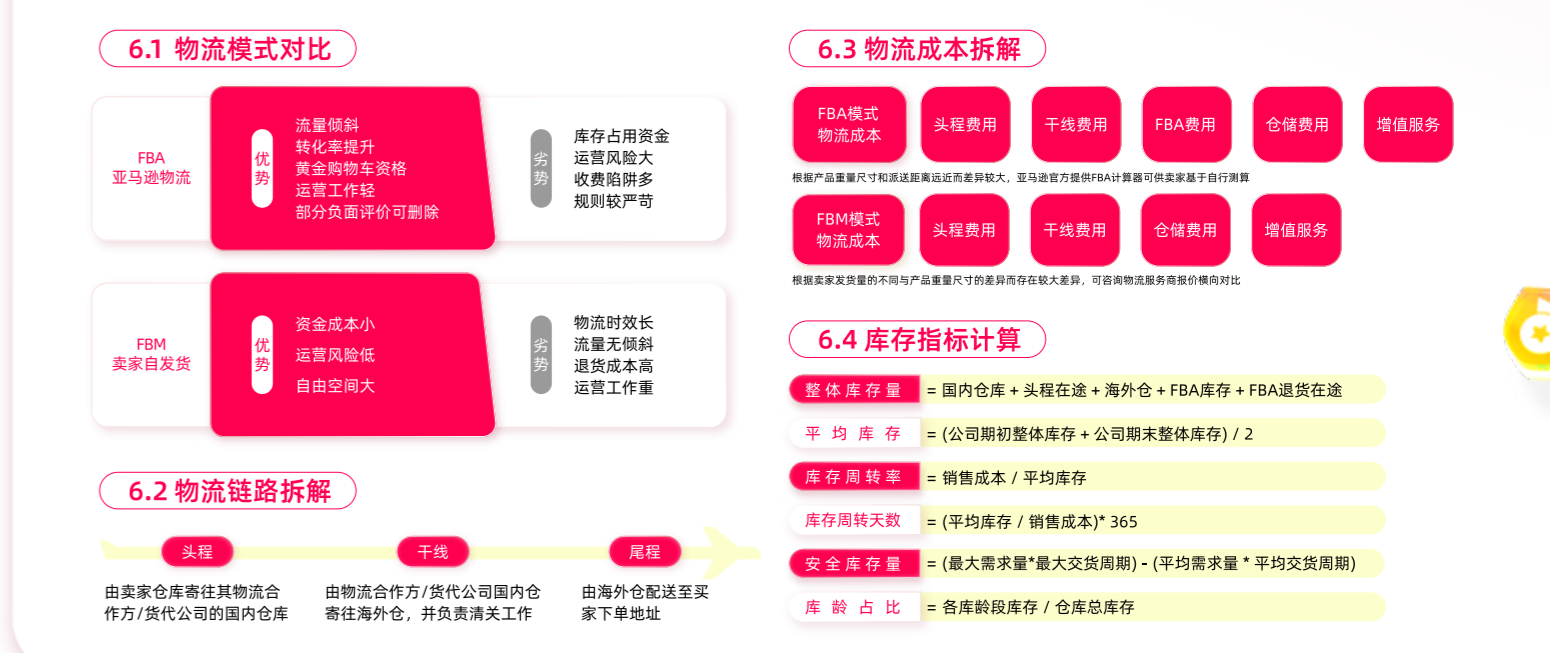 6.1 物流模式对比
FBA
亚马逊物流
优势
流量倾斜
转化率提升
黄金购物车资格
运营工作轻
部分负面评价可删除
劣势
库存占用资金
运营风险大
收费陷阱多
规则较严苛
FBM
卖家自发货
优势
资金成本小
运营风险低
自由空间大
劣势
物流时效长
流量无倾斜
退货成本高
运营工作重
6.2 物流链路拆解
头程
干线
尾程
由卖家仓库寄往其物流合
作方/货代公司的国内仓库
由物流合作方/货代公司国内仓
寄往海外仓，并负责清关工作
由海外仓配送至买
家下单地址
6.3 物流成本拆解
FBA模式
物流成本
头程费用
干线费用
FBA费用
仓储费用
增值服务
根据产品重量尺寸和派送距离远近而差异较大，亚马逊官方提供FBA计算器可供卖家基于自行测算
FBM模式
物流成本
头程费用
干线费用
仓储费用
增值服务
根据卖家发货量的不同与产品重量尺寸的差异而存在较大差异，可咨询物流服务商报价横向对比
6.4 库存指标计算
整体库存量 = 国内仓库 + 头程在途 + 海外仓 + FBA库存 + FBA退货在途
平均库存 = (公司期初整体库存 + 公司期末整体库存) / 2
库存周转率 = 销售成本 / 平均库存
库存周转天数 = (平均库存 / 销售成本)* 365
安全库存量 = (最大需求量*最大交货周期) - (平均需求量 * 平均交货周期)
库龄占比 = 各库龄段库存 / 仓库总库存